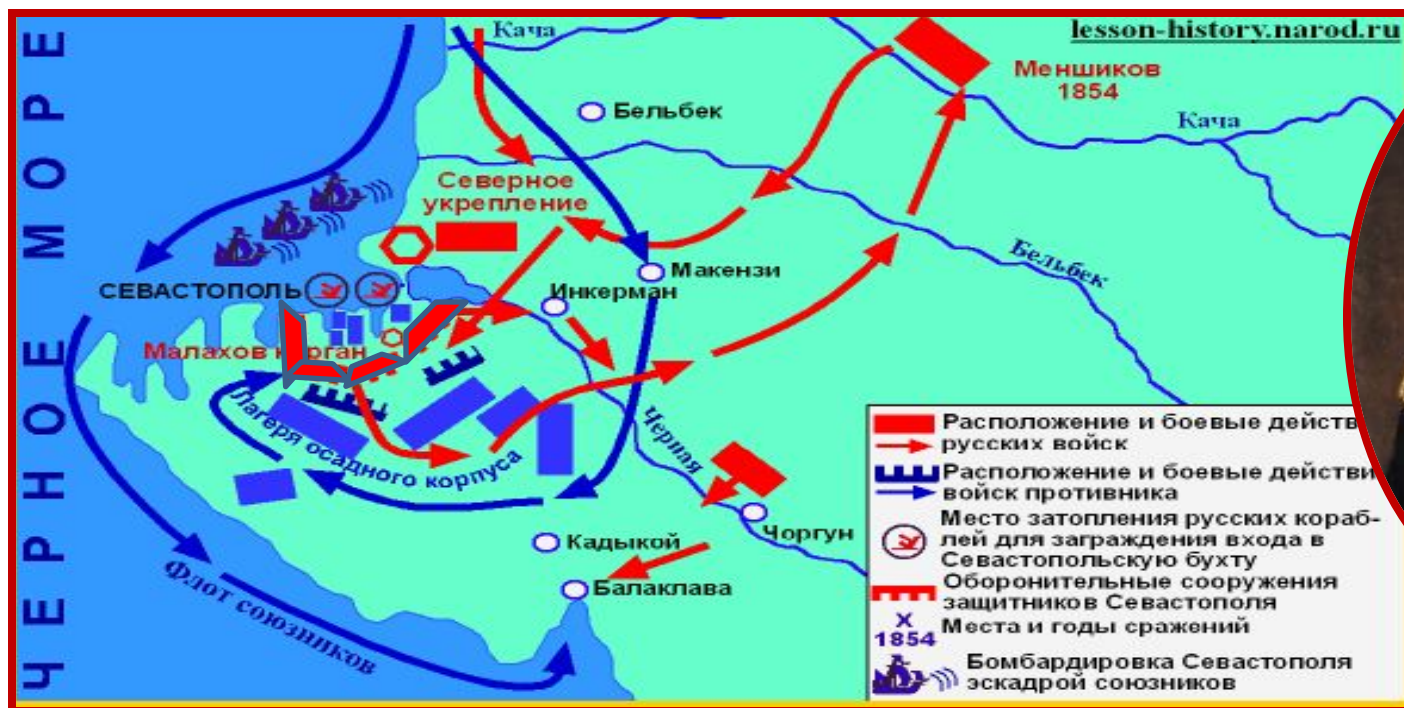 ЧЕРНОЕ МОРЕ
Кача
lesson-history.narod.ru
Меншиков
1854
Бельбек
Кача
Северное
укрепление
Бельбек
Макензи
СЕВАСТОПОЛЬ
Инкерман
Малахов курган
Лагеря осадного корпуса
Черная
Чоргун
Кадыкой
Балаклава
Флот союзников
Расположение и боевые действ
русских войск
Расположение и боевые действи
войск противника
Место затопления русских кораб-
лей для заграждения входа в
Севастопольскую бухту
Оборонительные сооружения
защитников Севастополя
X
1854
Места и годы сражений
Бомбардировка Севастополя
эскадрой союзников